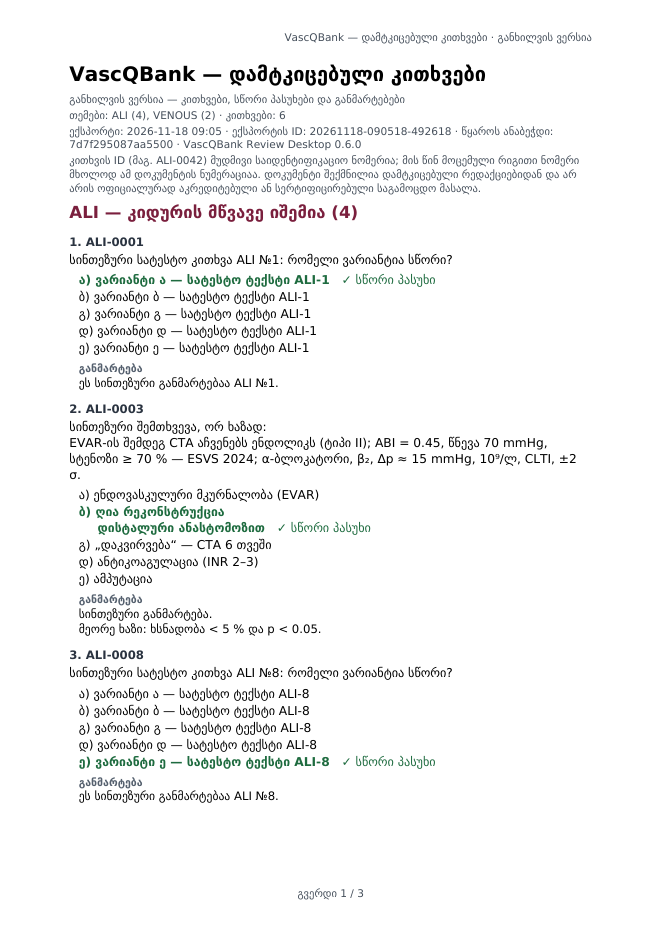 VascQBank — დამტკიცებული კითხვები · განხილვის ვერსია
VascQBank — დამტკიცებული კითხვები
განხილვის ვერსია — კითხვები, სწორი პასუხები და განმარტებები
თემები: ALI (4), VENOUS (2) · კითხვები: 6
ექსპორტი: 2026-11-18 09:05 · ექსპორტის ID: 20261118-090518-492618 · წყაროს ანაბეჭდი:
7d7f295087aa5500 · VascQBank Review Desktop 0.6.0
კითხვის ID (მაგ. ALI-0042) მუდმივი საიდენტიფიკაციო ნომერია; მის წინ მოცემული რიგითი ნომერი
მხოლოდ ამ დოკუმენტის ნუმერაციაა. დოკუმენტი შექმნილია დამტკიცებული რედაქციებიდან და არ
არის ოფიციალურად აკრედიტებული ან სერტიფიცირებული საგამოცდო მასალა.
ALI — კიდურის მწვავე იშემია (4)
1. ALI-0001
სინთეზური სატესტო კითხვა ALI №1: რომელი ვარიანტია სწორი?
ა) ვარიანტი ა — სატესტო ტექსტი ALI-1 ✓ სწორი პასუხი
ბ) ვარიანტი ბ — სატესტო ტექსტი ALI-1
გ) ვარიანტი გ — სატესტო ტექსტი ALI-1
დ) ვარიანტი დ — სატესტო ტექსტი ALI-1
ე) ვარიანტი ე — სატესტო ტექსტი ALI-1
განმარტება
ეს სინთეზური განმარტებაა ALI №1.
2. ALI-0003
სინთეზური შემთხვევა, ორ ხაზად:
EVAR-ის შემდეგ CTA აჩვენებს ენდოლიკს (ტიპი II); ABI = 0.45, წნევა 70 mmHg,
სტენოზი ≥ 70 % — ESVS 2024; α-ბლოკატორი, β₂, Δp ≈ 15 mmHg, 10⁹/ლ, CLTI, ±2
σ.
ა) ენდოვასკულური მკურნალობა (EVAR)
ბ) ღია რეკონსტრუქცია
დისტალური ანასტომოზით ✓ სწორი პასუხი
გ) „დაკვირვება“ — CTA 6 თვეში
დ) ანტიკოაგულაცია (INR 2–3)
ე) ამპუტაცია
განმარტება
სინთეზური განმარტება.
მეორე ხაზი: ხსნადობა < 5 % და p < 0.05.
3. ALI-0008
სინთეზური სატესტო კითხვა ALI №8: რომელი ვარიანტია სწორი?
ა) ვარიანტი ა — სატესტო ტექსტი ALI-8
ბ) ვარიანტი ბ — სატესტო ტექსტი ALI-8
გ) ვარიანტი გ — სატესტო ტექსტი ALI-8
დ) ვარიანტი დ — სატესტო ტექსტი ALI-8
ე) ვარიანტი ე — სატესტო ტექსტი ALI-8 ✓ სწორი პასუხი
განმარტება
ეს სინთეზური განმარტებაა ALI №8.
გვერდი 1 / 3